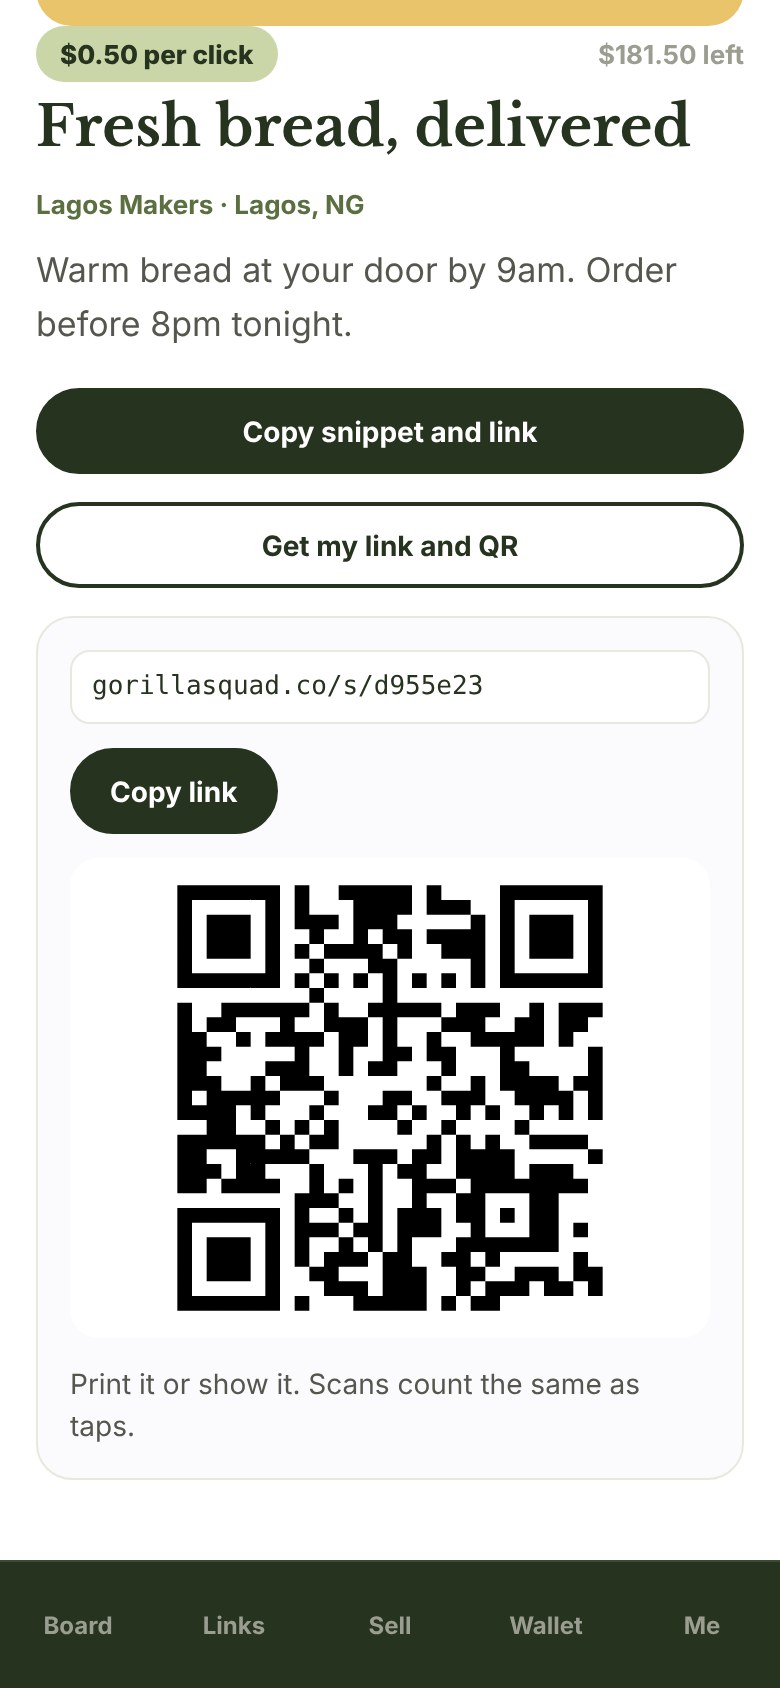 $0.50 per click
$181.50 left
Fresh bread, delivered
Lagos Makers · Lagos, NG
Warm bread at your door by 9am. Order
before 8pm tonight.
Copy snippet and link
Get my link and QR
gorillasquad.co/s/d955e23
Copy link
Print it or show it. Scans count the same as
taps.
Board Links Sell Wallet Me